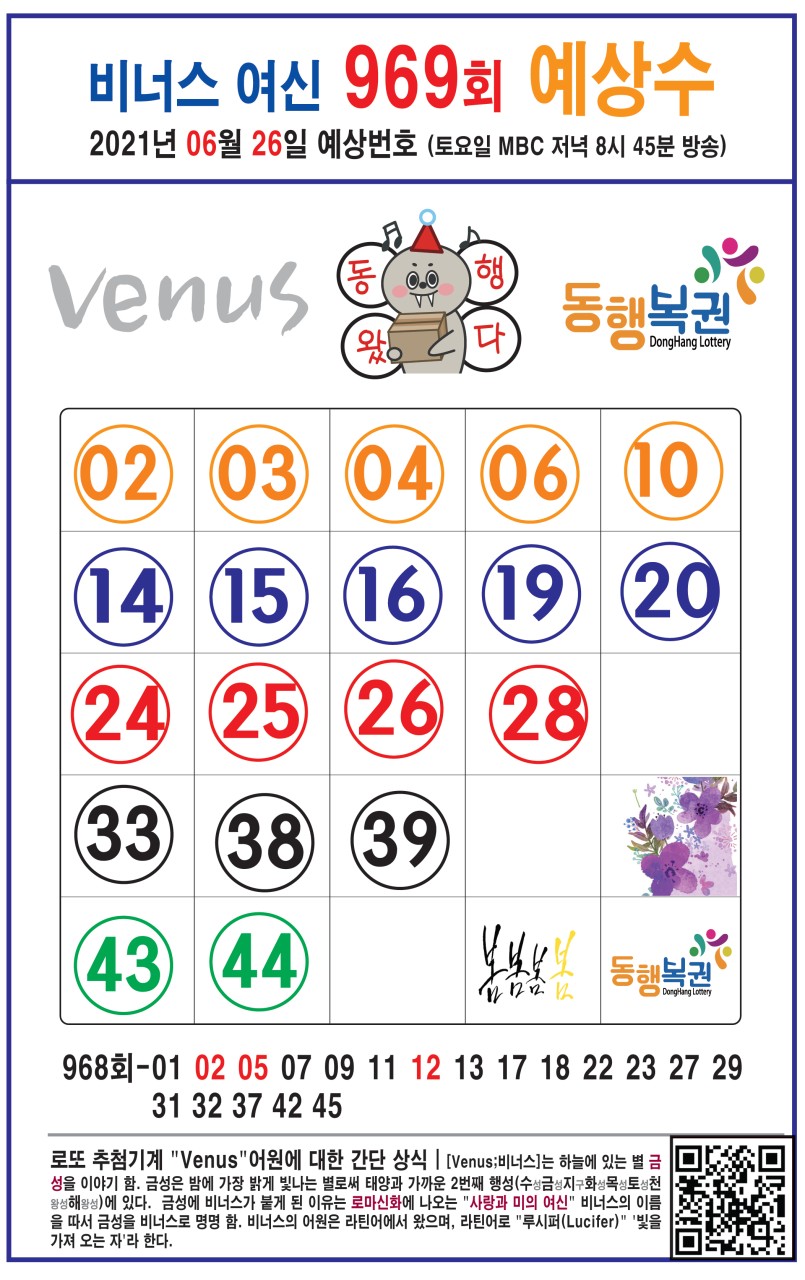 비너스 여신 969회 예상수
2021년 06월 26일 예상번호 (토요일 MBC 저녁 8시 45분 방송)
venus
동 행
왔 다
동행복권
DongHang Lottery
02 03 04 06 10
14 15 16 19 20
24 25 26 28
33 38 39
43 44
봄봄봄봄
동행복권
DongHang Lottery
968회-01 02 05 07 09 11 12 13 17 18 22 23 27 29
31 32 37 42 45
로또 추첨기계 "Venus"어원에 대한 간단 상식 | [Venus;비너스]는 하늘에 있는 별 금
성을 이야기 함. 금성은 밤에 가장 밝게 빛나는 별로써 태양과 가까운 2번째 행성(수성금성지구화성목성토성천
왕성해왕성)에 있다. 금성에 비너스가 붙게 된 이유는 로마신화에 나오는 "사랑과 미의 여신" 비너스의 이름
을 따서 금성을 비너스로 명명 함. 비너스의 어원은 라틴어에서 왔으며, 라틴어로 "루시퍼(Lucifer)" '빛을
가져 오는 자'라 한다.